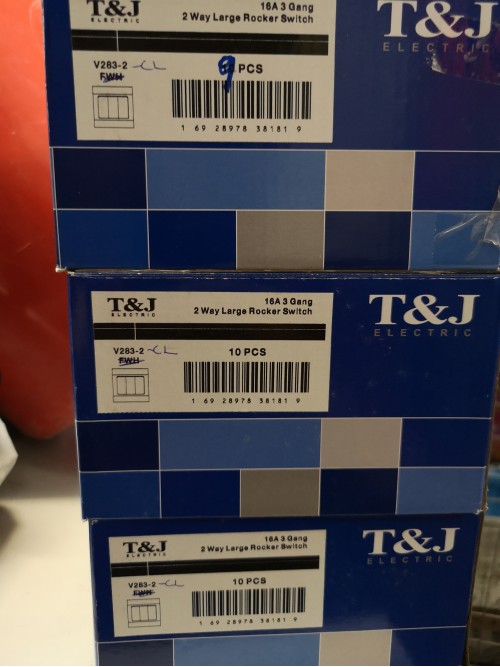 T&J
ELECTRIC
16A 3 Gang
2 Way Large Rocker Switch
V283-2 -CL
FWH
9 PCS
1 69 28978 38181 9
T&J
ELECTRIC
T&J
ELECTRIC
16A 3 Gang
2 Way Large Rocker Switch
V283-2 -CL
FWH
10 PCS
1 69 28978 38181 9
T&J
ELECTRIC
T&J
ELECTRIC
16A 3 Gang
2 Way Large Rocker Switch
V283-2 -CL
FWH
10 PCS
1 69 28978 38181 9
T&J
ELECTRIC